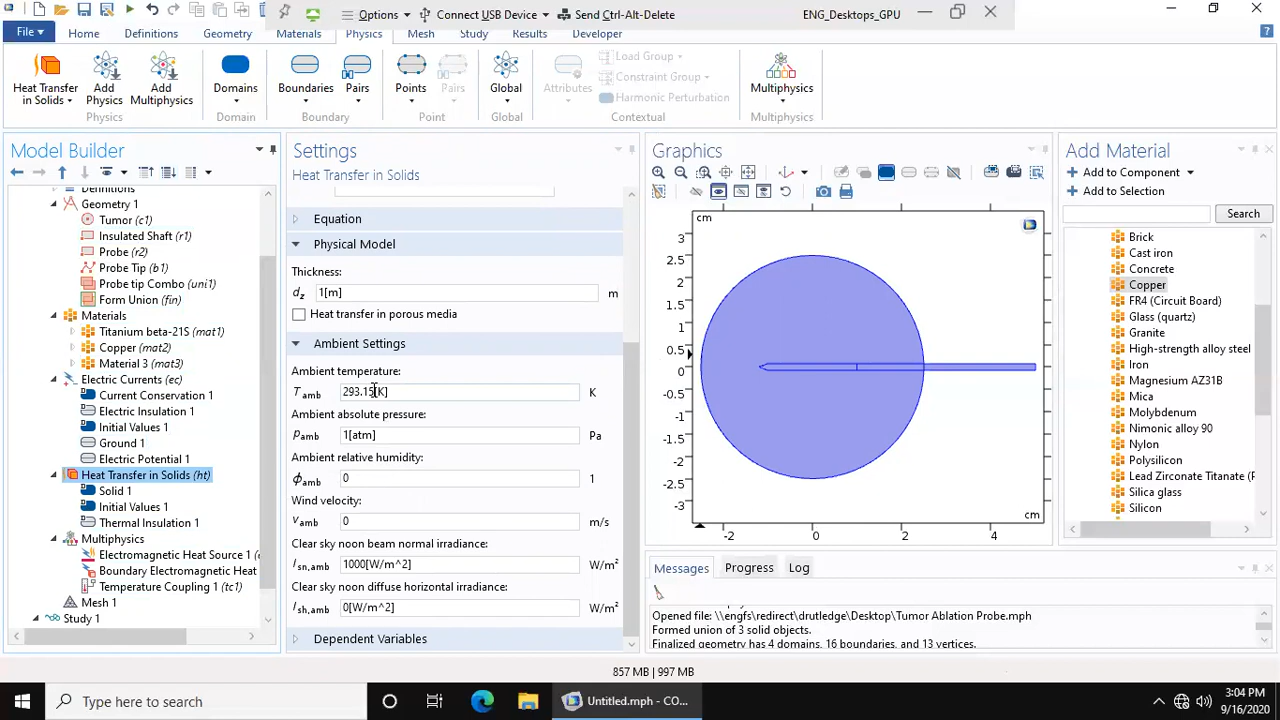 Options
Connect USB Device
Send Ctrl-Alt-Delete
ENG_Desktops_GPU
File
Home
Definitions
Geometry
Materials
Physics
Mesh
Study
Results
Developer
Heat Transfer
in Solids
Add
Physics
Add
Multiphysics
Domains
Boundaries
Pairs
Points
Pairs
Global
Attributes
Load Group
Constraint Group
Harmonic Perturbation
Multiphysics
Physics
Domain
Boundary
Point
Global
Contextual
Multiphysics
Model Builder
Definitions
Geometry 1
Tumor (c1)
Insulated Shaft (r1)
Probe (r2)
Probe Tip (b1)
Probe tip Combo (uni1)
Form Union (fin)
Materials
Titanium beta-21S (mat1)
Copper (mat2)
Material 3 (mat3)
Electric Currents (ec)
Current Conservation 1
Electric Insulation 1
Initial Values 1
Ground 1
Electric Potential 1
Heat Transfer in Solids (ht)
Solid 1
Initial Values 1
Thermal Insulation 1
Multiphysics
Electromagnetic Heat Source 1 (
Boundary Electromagnetic Heat
Temperature Coupling 1 (tc1)
Mesh 1
Study 1
Settings
Heat Transfer in Solids
Equation
Physical Model
Thickness:
dz 1[m] m
Heat transfer in porous media
Ambient Settings
Ambient temperature:
T amb 293.15[K] K
Ambient absolute pressure:
p amb 1[atm] Pa
Ambient relative humidity:
ϕ amb 0 1
Wind velocity:
v amb 0 m/s
Clear sky noon beam normal irradiance:
I sn,amb 1000[W/m^2] W/m²
Clear sky noon diffuse horizontal irradiance:
I sh,amb 0[W/m^2] W/m²
Dependent Variables
Graphics
cm
3
2.5
2
1.5
1
0.5
0
-0.5
-1
-1.5
-2
-2.5
-3
cm
-2 0 2 4
Messages
Progress
Log
Opened file: \\engfs\redirect\drutledge\Desktop\Tumor Ablation Probe.mph
Formed union of 3 solid objects.
Finalized geometry has 4 domains, 16 boundaries, and 13 vertices.
Add Material
Add to Component
Add to Selection
Search
Brick
Cast iron
Concrete
Copper
FR4 (Circuit Board)
Glass (quartz)
Granite
High-strength alloy steel
Iron
Magnesium AZ31B
Mica
Molybdenum
Nimonic alloy 90
Nylon
Polysilicon
Lead Zirconate Titanate (P
Silica glass
Silicon
857 MB | 997 MB
Type here to search
Untitled.mph - CO...
3:04 PM
9/16/2020